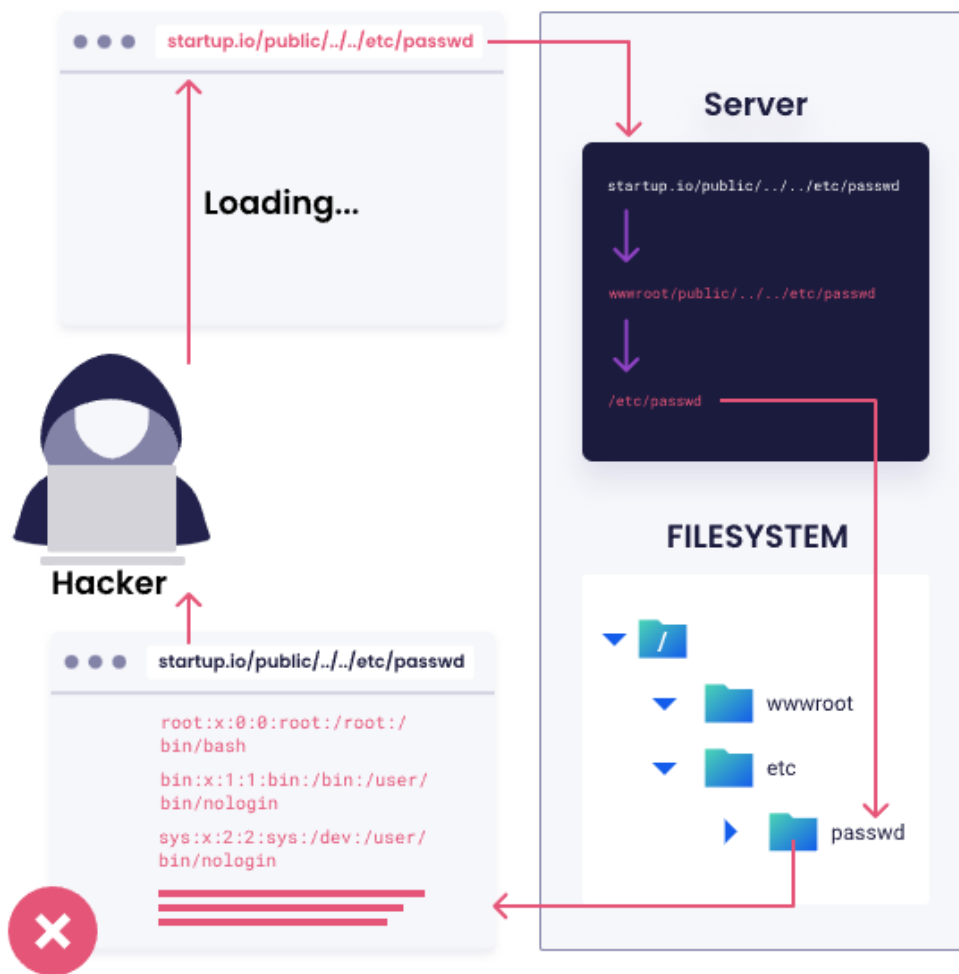 startup.io/public/../../etc/passwd
Loading...
Hacker
startup.io/public/../../etc/passwd
root:x:0:0:root:/root:/
bin/bash
bin:x:1:1:bin:/bin:/user/
bin/nologin
sys:x:2:2:sys:/dev:/user/
bin/nologin
Server
startup.io/public/../../etc/passwd
wwwroot/public/../../etc/passwd
/etc/passwd
FILESYSTEM
/
wwwroot
etc
passwd